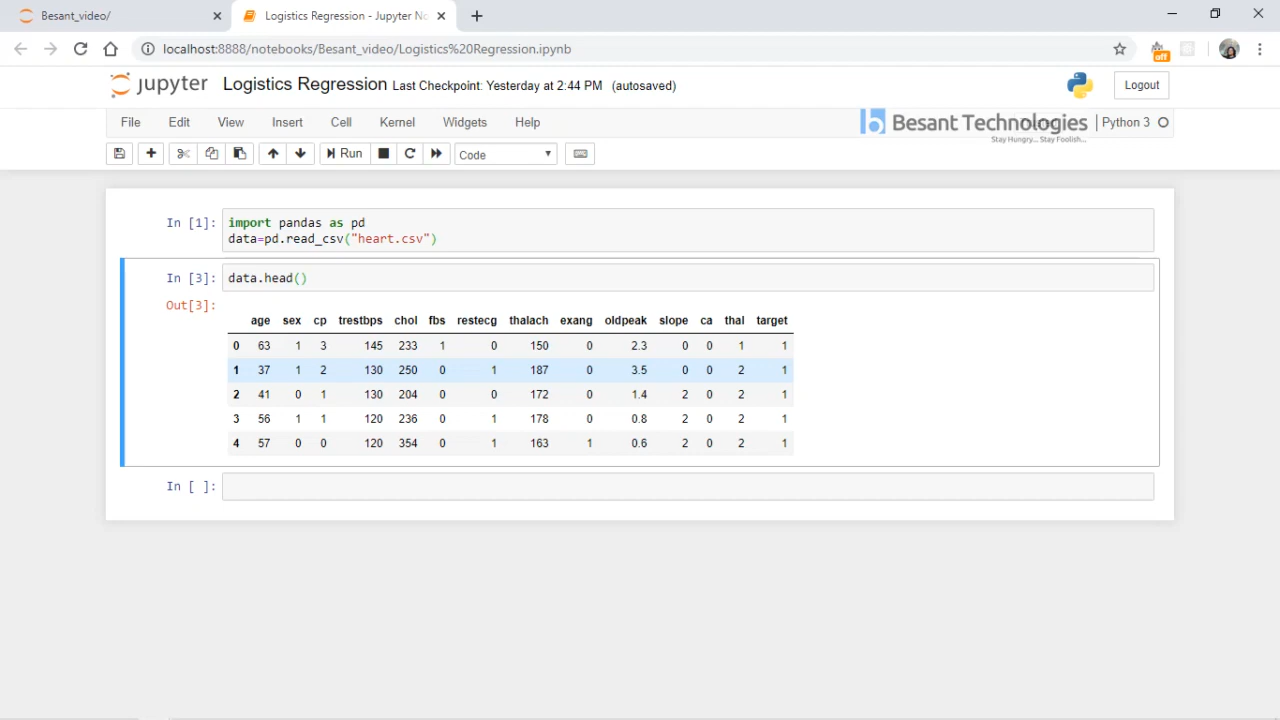 Besant_video/
Logistics Regression - Jupyter No
localhost:8888/notebooks/Besant_video/Logistics%20Regression.ipynb
off
jupyter Logistics Regression Last Checkpoint: Yesterday at 2:44 PM (autosaved)
Logout
File Edit View Insert Cell Kernel Widgets Help
Besant Technologies
Stay Hungry... Stay Foolish...
Python 3
Run
Code
In [1]: import pandas as pd
data=pd.read_csv("heart.csv")
In [3]: data.head()
Out[3]:
age sex cp trestbps chol fbs restecg thalach exang oldpeak slope ca thal target
0 63 1 3 145 233 1 0 150 0 2.3 0 0 1 1
1 37 1 2 130 250 0 1 187 0 3.5 0 0 2 1
2 41 0 1 130 204 0 0 172 0 1.4 2 0 2 1
3 56 1 1 120 236 0 1 178 0 0.8 2 0 2 1
4 57 0 0 120 354 0 1 163 1 0.6 2 0 2 1
In [ ]: